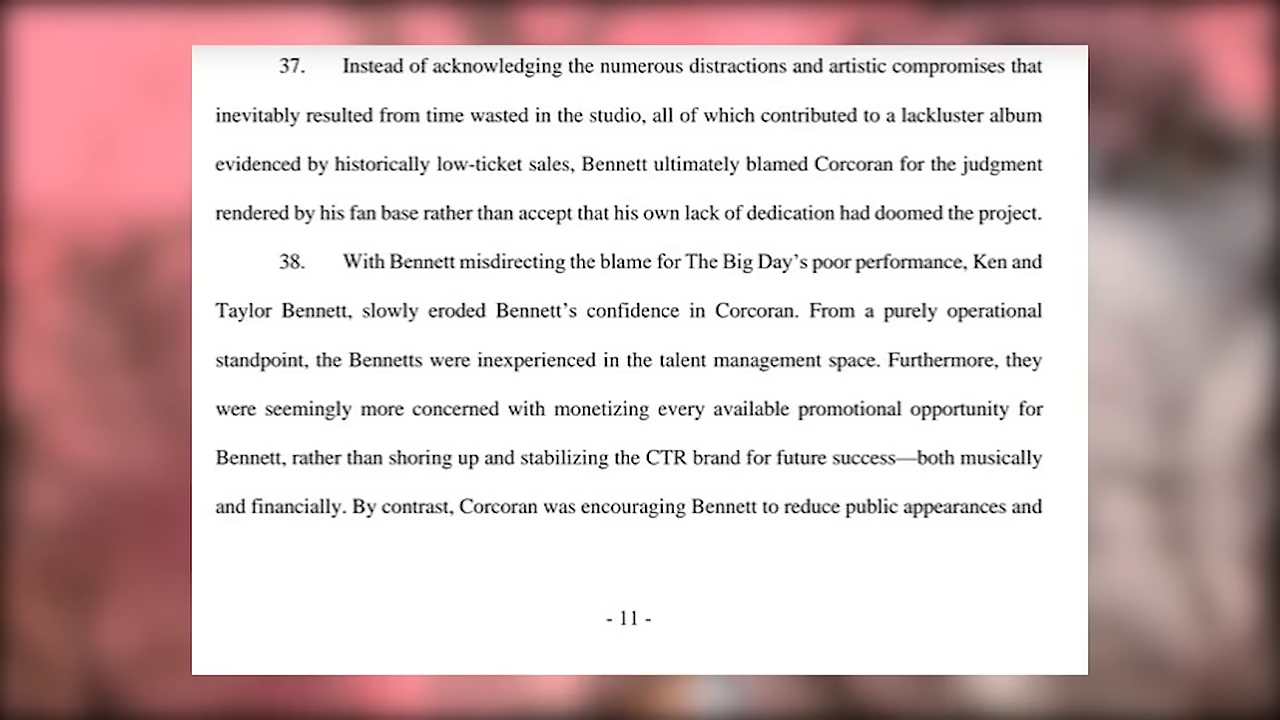 37. Instead of acknowledging the numerous distractions and artistic compromises that
inevitably resulted from time wasted in the studio, all of which contributed to a lackluster album
evidenced by historically low-ticket sales, Bennett ultimately blamed Corcoran for the judgment
rendered by his fan base rather than accept that his own lack of dedication had doomed the project.
38. With Bennett misdirecting the blame for The Big Day’s poor performance, Ken and
Taylor Bennett, slowly eroded Bennett’s confidence in Corcoran. From a purely operational
standpoint, the Bennetts were inexperienced in the talent management space. Furthermore, they
were seemingly more concerned with monetizing every available promotional opportunity for
Bennett, rather than shoring up and stabilizing the CTR brand for future success—both musically
and financially. By contrast, Corcoran was encouraging Bennett to reduce public appearances and
- 11 -